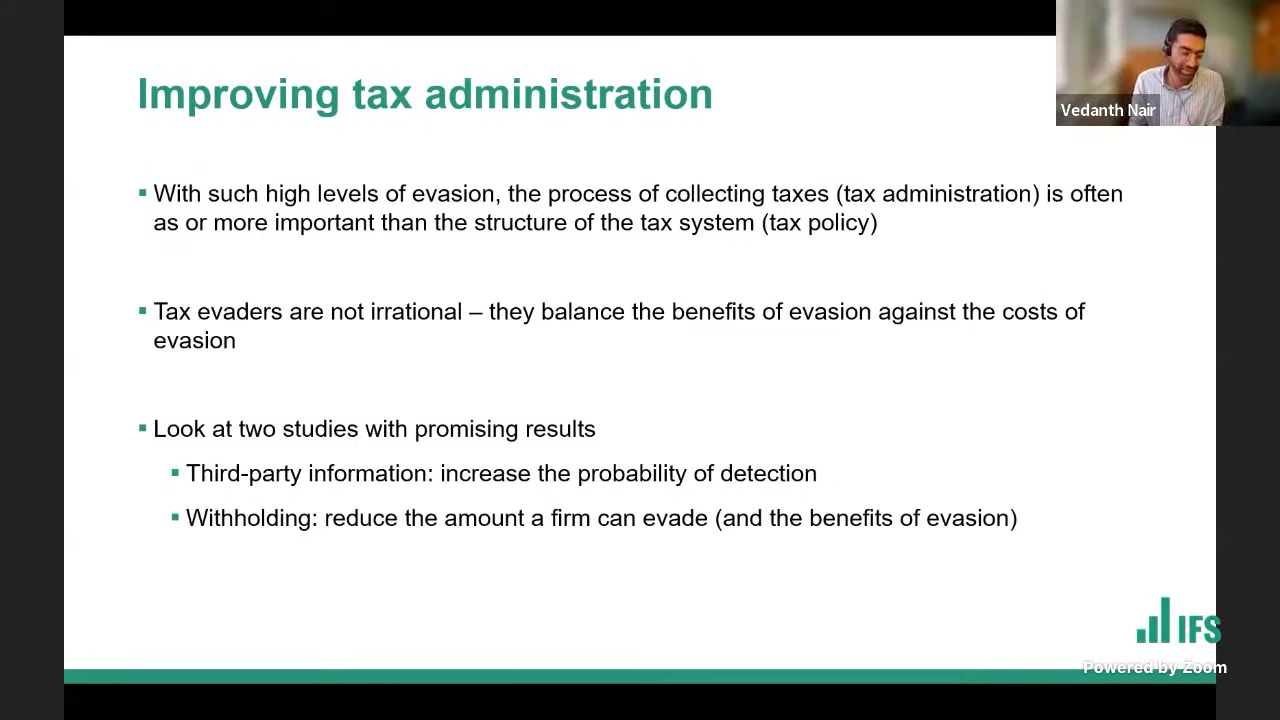 Improving tax administration
Vedanth Nair
▪ With such high levels of evasion, the process of collecting taxes (tax administration) is often
as or more important than the structure of the tax system (tax policy)
▪ Tax evaders are not irrational – they balance the benefits of evasion against the costs of
evasion
▪ Look at two studies with promising results
▪ Third-party information: increase the probability of detection
▪ Withholding: reduce the amount a firm can evade (and the benefits of evasion)
IFS
Powered by Zoom